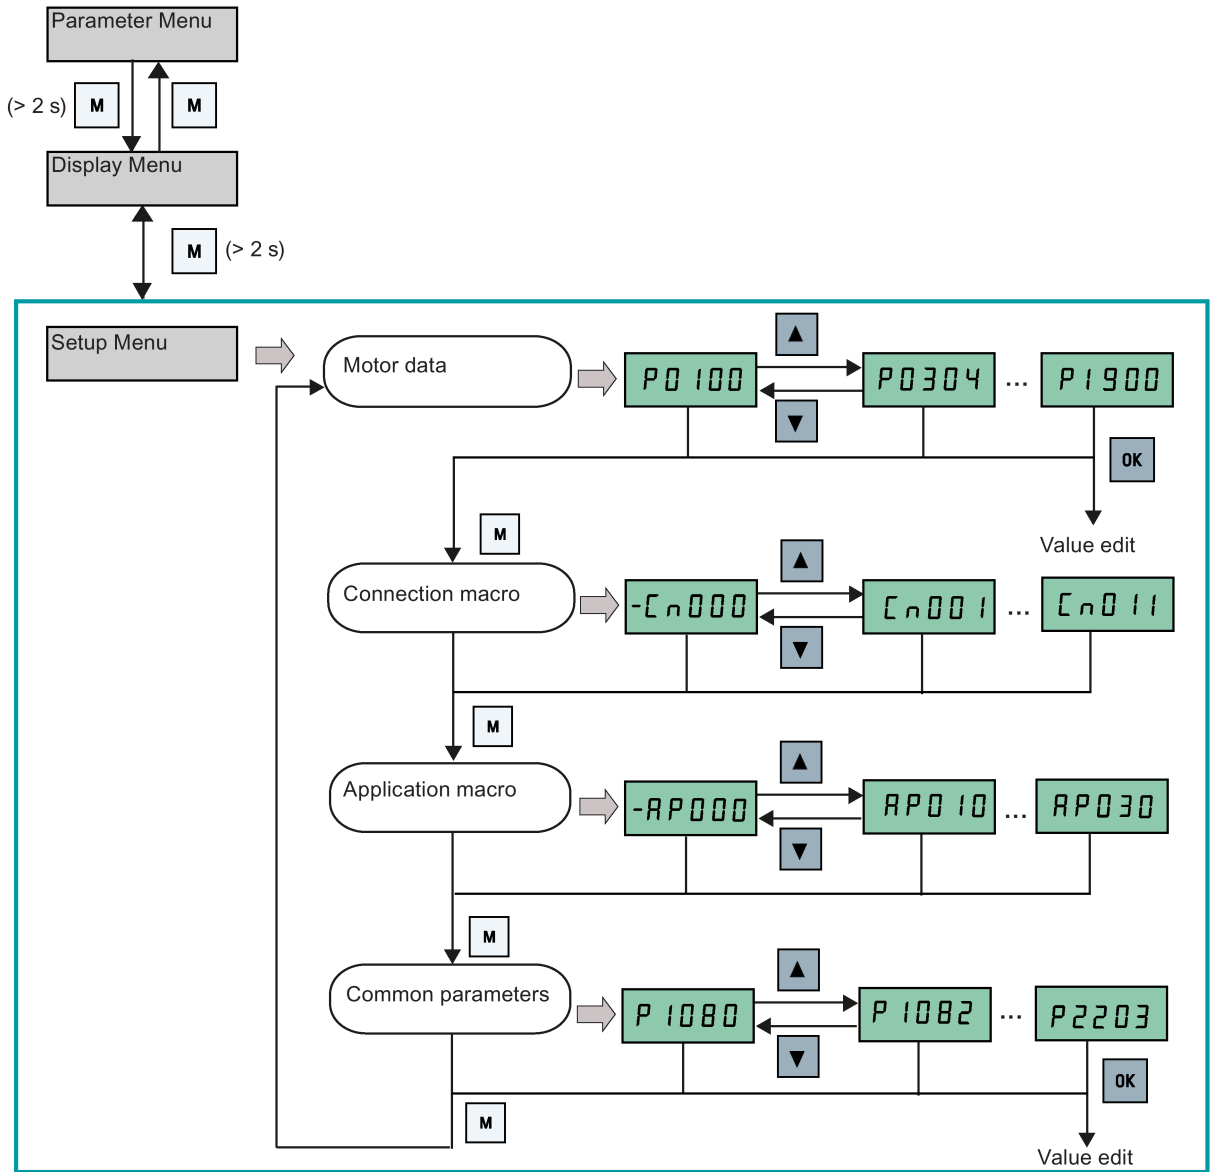 Parameter Menu
(> 2 s) M M
Display Menu
M (> 2 s)
Setup Menu
Motor data
▲
P0100 P0304 ... P1900
▼
OK
Value edit
M
Connection macro
▲
-Cn000 Cn001 ... Cn011
▼
M
Application macro
▲
-AP000 AP010 ... AP030
▼
M
Common parameters
▲
P1080 P1082 ... P2203
▼
OK
M
Value edit